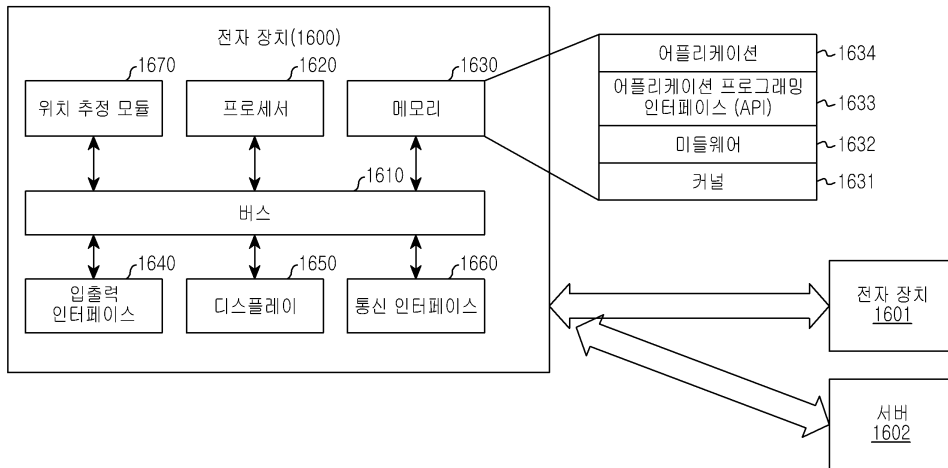 전자 장치(1600)
1670
1620
1630
위치 추정 모듈
프로세서
메모리
1610
버스
1640
1650
1660
입출력
인터페이스
디스플레이
통신 인터페이스
어플리케이션
1634
어플리케이션 프로그래밍
인터페이스 (API)
1633
미들웨어
1632
커널
1631
전자 장치
1601
서버
1602